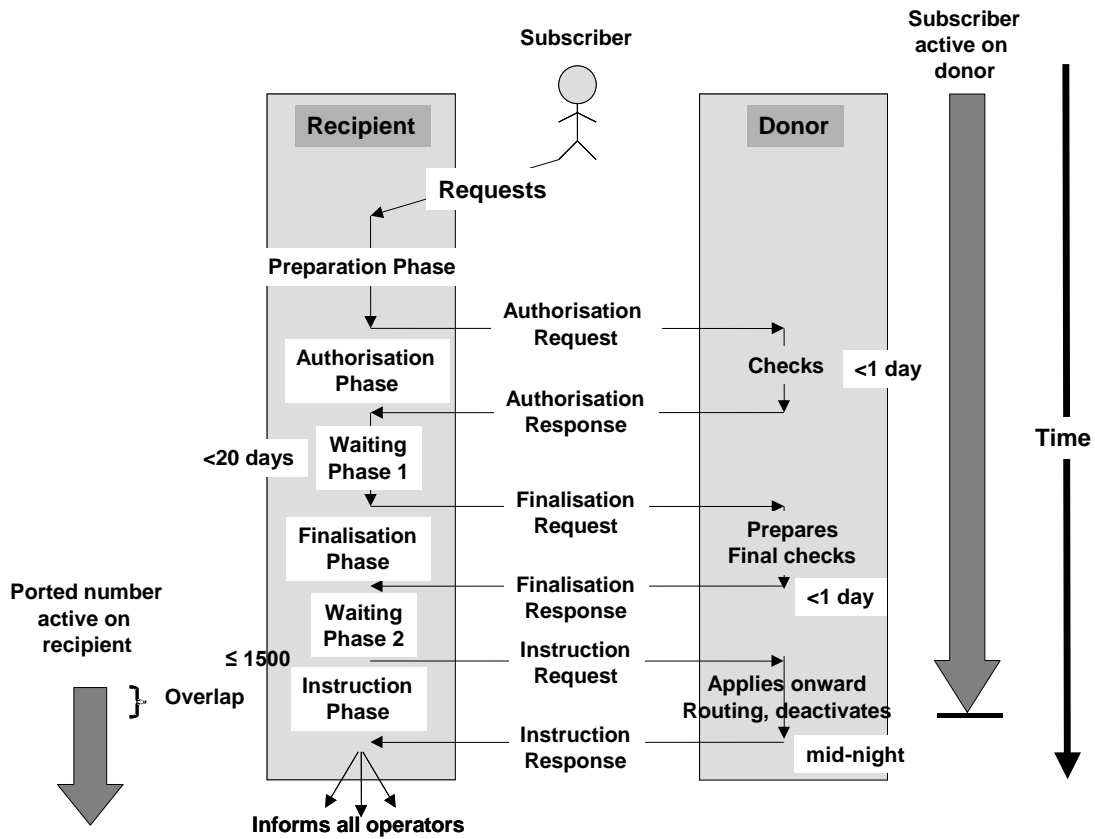 Subscriber
Subscriber
active on
donor
Recipient
Donor
Requests
Preparation Phase
Authorisation
Request
Authorisation
Phase
Checks
<1 day
Authorisation
Response
Time
<20 days
Waiting
Phase 1
Finalisation
Request
Finalisation
Phase
Prepares
Final checks
Finalisation
Response
<1 day
Ported number
active on
recipient
Waiting
Phase 2
≤ 1500
Instruction
Request
Overlap
Instruction
Phase
Applies onward
Routing, deactivates
Instruction
Response
mid-night
Informs all operators